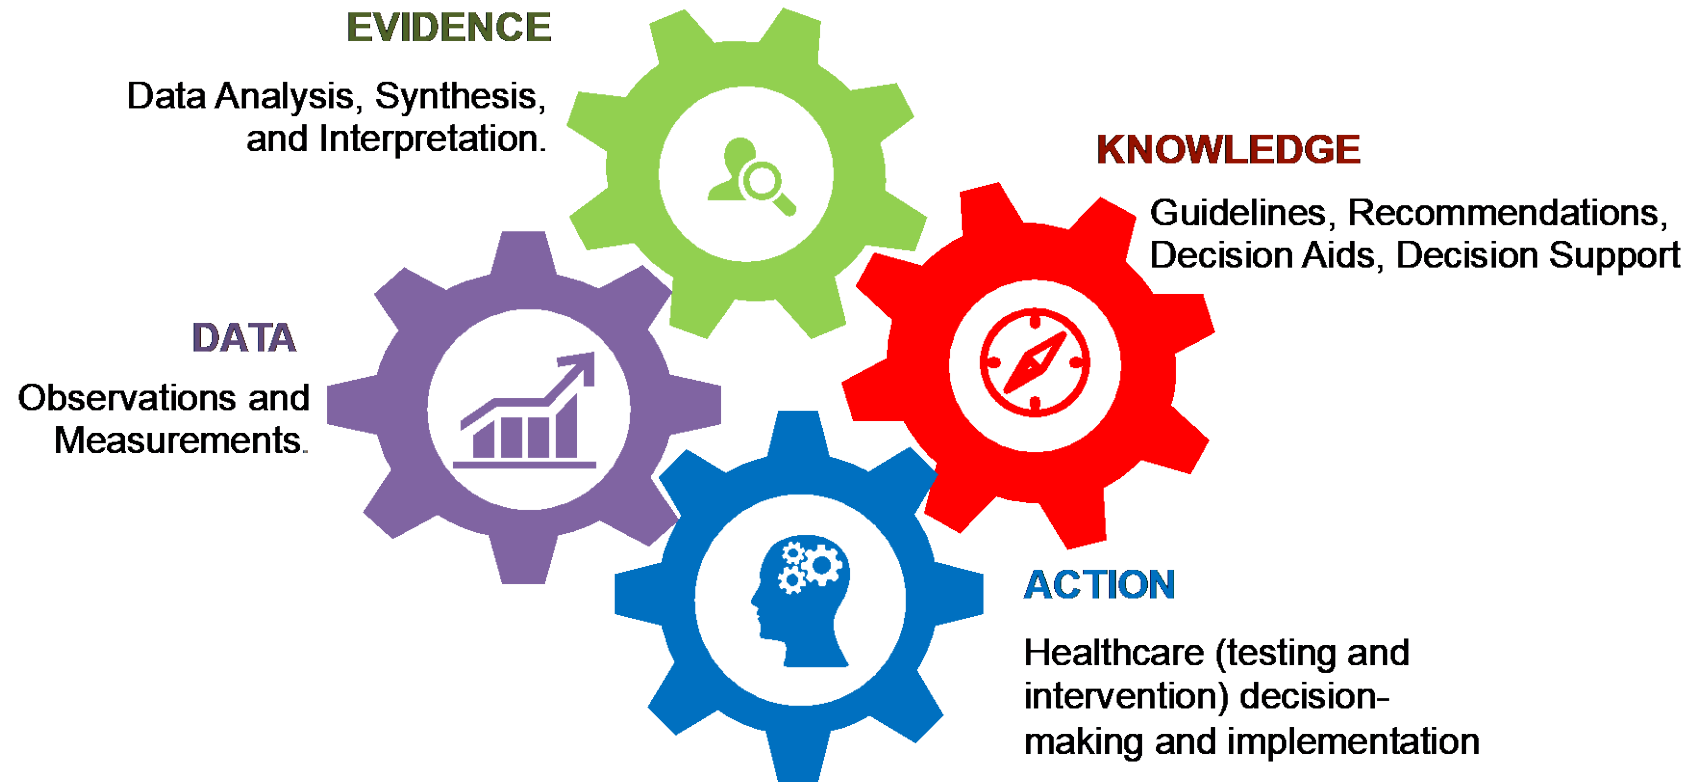 EVIDENCE
Data Analysis, Synthesis,
and Interpretation.
KNOWLEDGE
Guidelines, Recommendations,
Decision Aids, Decision Support
DATA
Observations and
Measurements.
ACTION
Healthcare (testing and
intervention) decision-
making and implementation